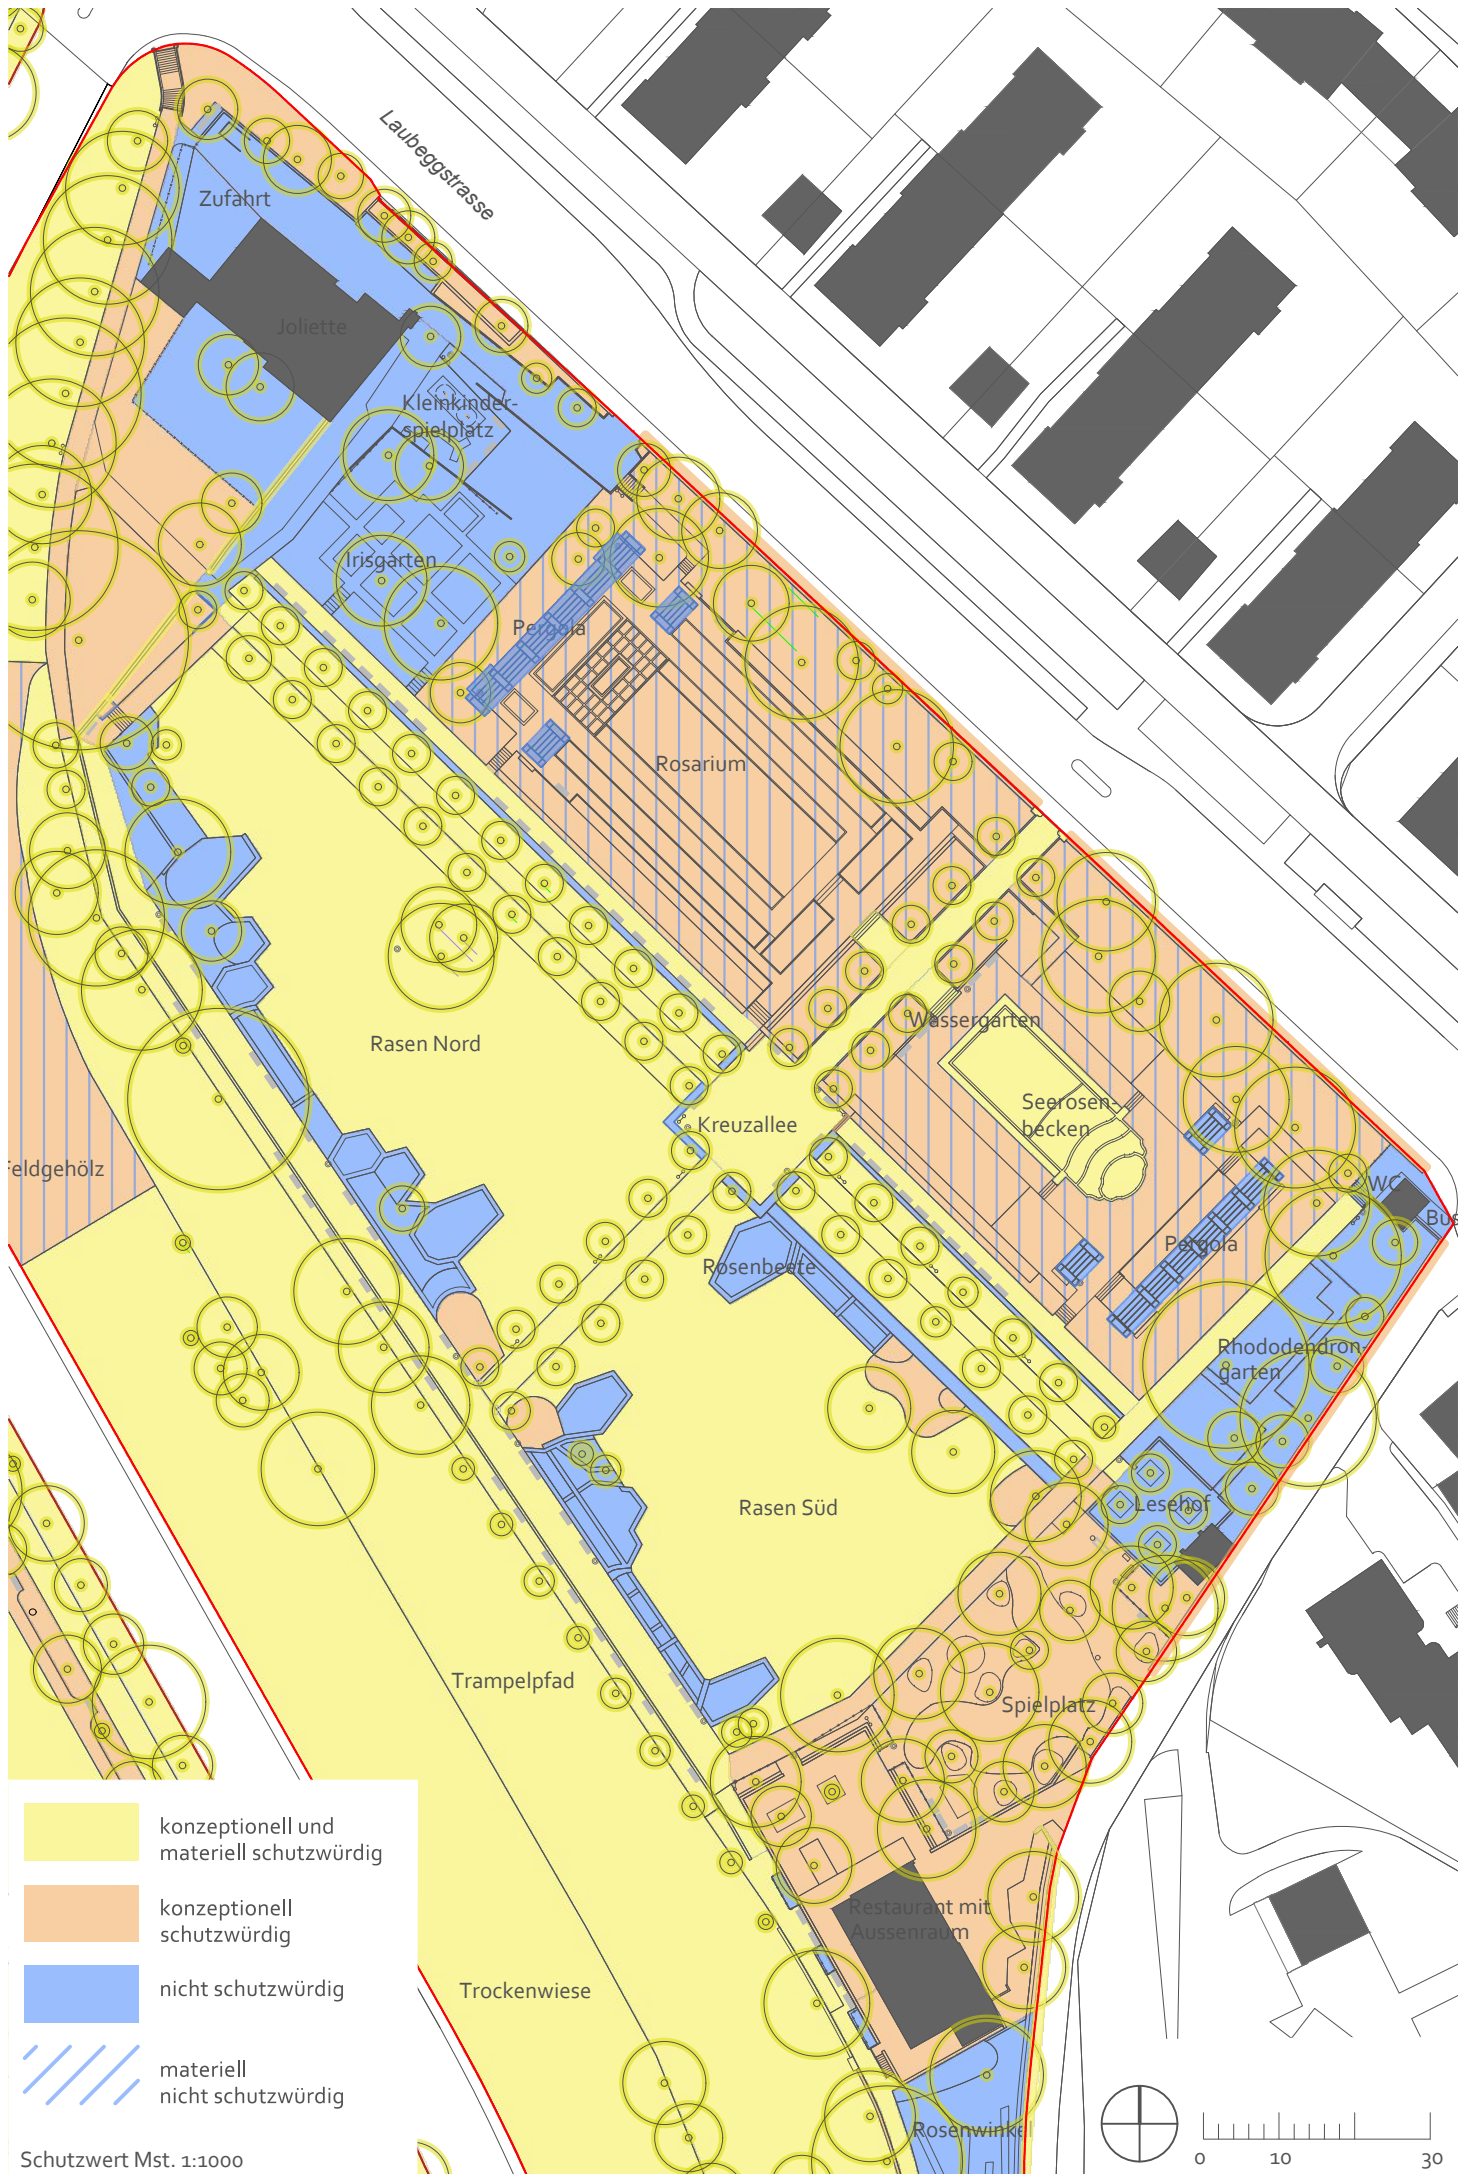 Laubeggstrasse
Zufahrt
Joliette
Kleinkinder-
spielplatz
Irisgarten
Pergola
Rosarium
Wassergarten
Rasen Nord
Seerosen-
becken
Kreuzallee
Feldgehölz
WC
Bus
Pergola
Rosenbeete
Rhododendron-
garten
Lesehof
Rasen Süd
Trampelpfad
Spielplatz
Restaurant mit
Aussenraum
Trockenwiese
Rosenwinkel
konzeptionell und
materiell schutzwürdig
konzeptionell
schutzwürdig
nicht schutzwürdig
materiell
nicht schutzwürdig
Schutzwert Mst. 1:1000
0 10 30